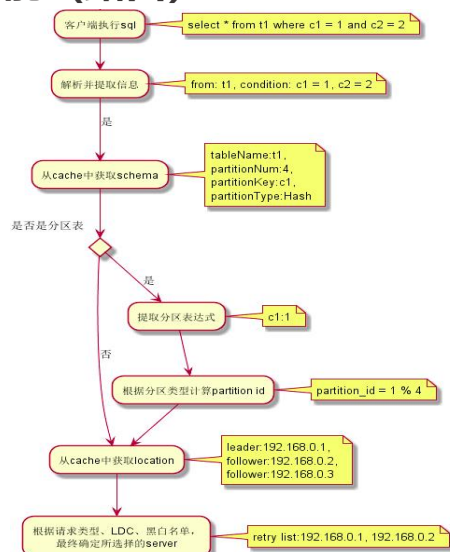 客户端执行sql
select * from t1 where c1 = 1 and c2 = 2
解析并提取信息
from: t1, condition: c1 = 1, c2 = 2
是
从cache中获取schema
tableName:t1,
partitionNum:4,
partitionKey:c1,
partitionType:Hash
是否是分区表
是
提取分区表达式
c1:1
否
根据分区类型计算partition id
partition_id = 1 % 4
从cache中获取location
leader:192.168.0.1,
follower:192.168.0.2,
follower:192.168.0.3
根据请求类型、LDC、黑白名单，
最终确定所选择的server
retry list:192.168.0.1, 192.168.0.2